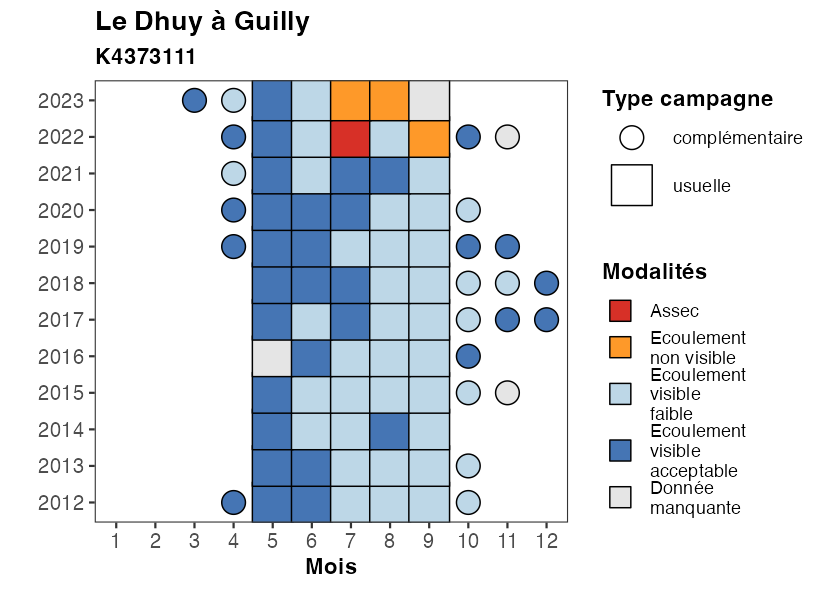 Le Dhuy à Guilly
K4373111
2023
2022
2021
2020
2019
2018
2017
2016
2015
2014
2013
2012
1 2 3 4 5 6 7 8 9 10 11 12
Mois
Type campagne
complémentaire
usuelle
Modalités
Assec
Ecoulement
non visible
Ecoulement
visible
faible
Ecoulement
visible
acceptable
Donnée
manquante